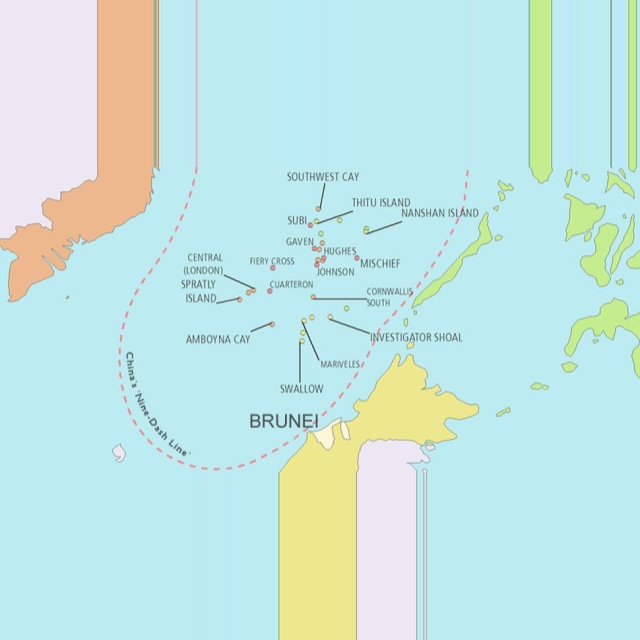 SOUTHWEST CAY
THITU ISLAND
SUBI
NANSHAN ISLAND
GAVEN
HUGHES
CENTRAL
(LONDON)
FIERY CROSS
MISCHIEF
JOHNSON
SPRATLY
ISLAND
CUARTERON
CORNWALLIS
SOUTH
AMBOYNA CAY
INVESTIGATOR SHOAL
MARIVELES
SWALLOW
China's 'Nine-Dash Line'
BRUNEI